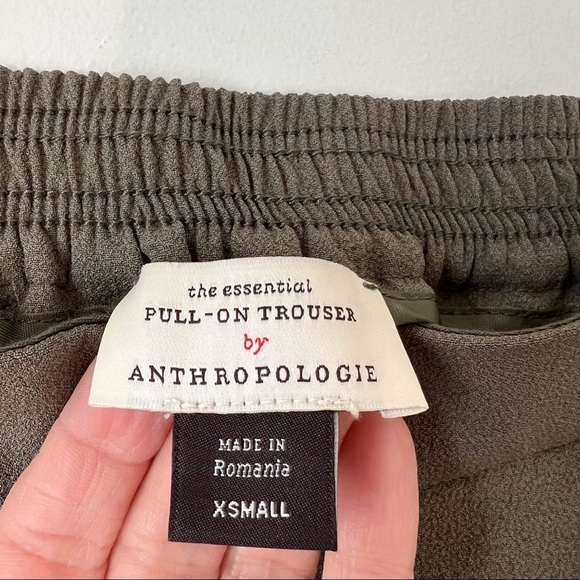 the essential
PULL-ON TROUSER
by
ANTHROPOLOGIE
MADE IN
Romania
XSMALL